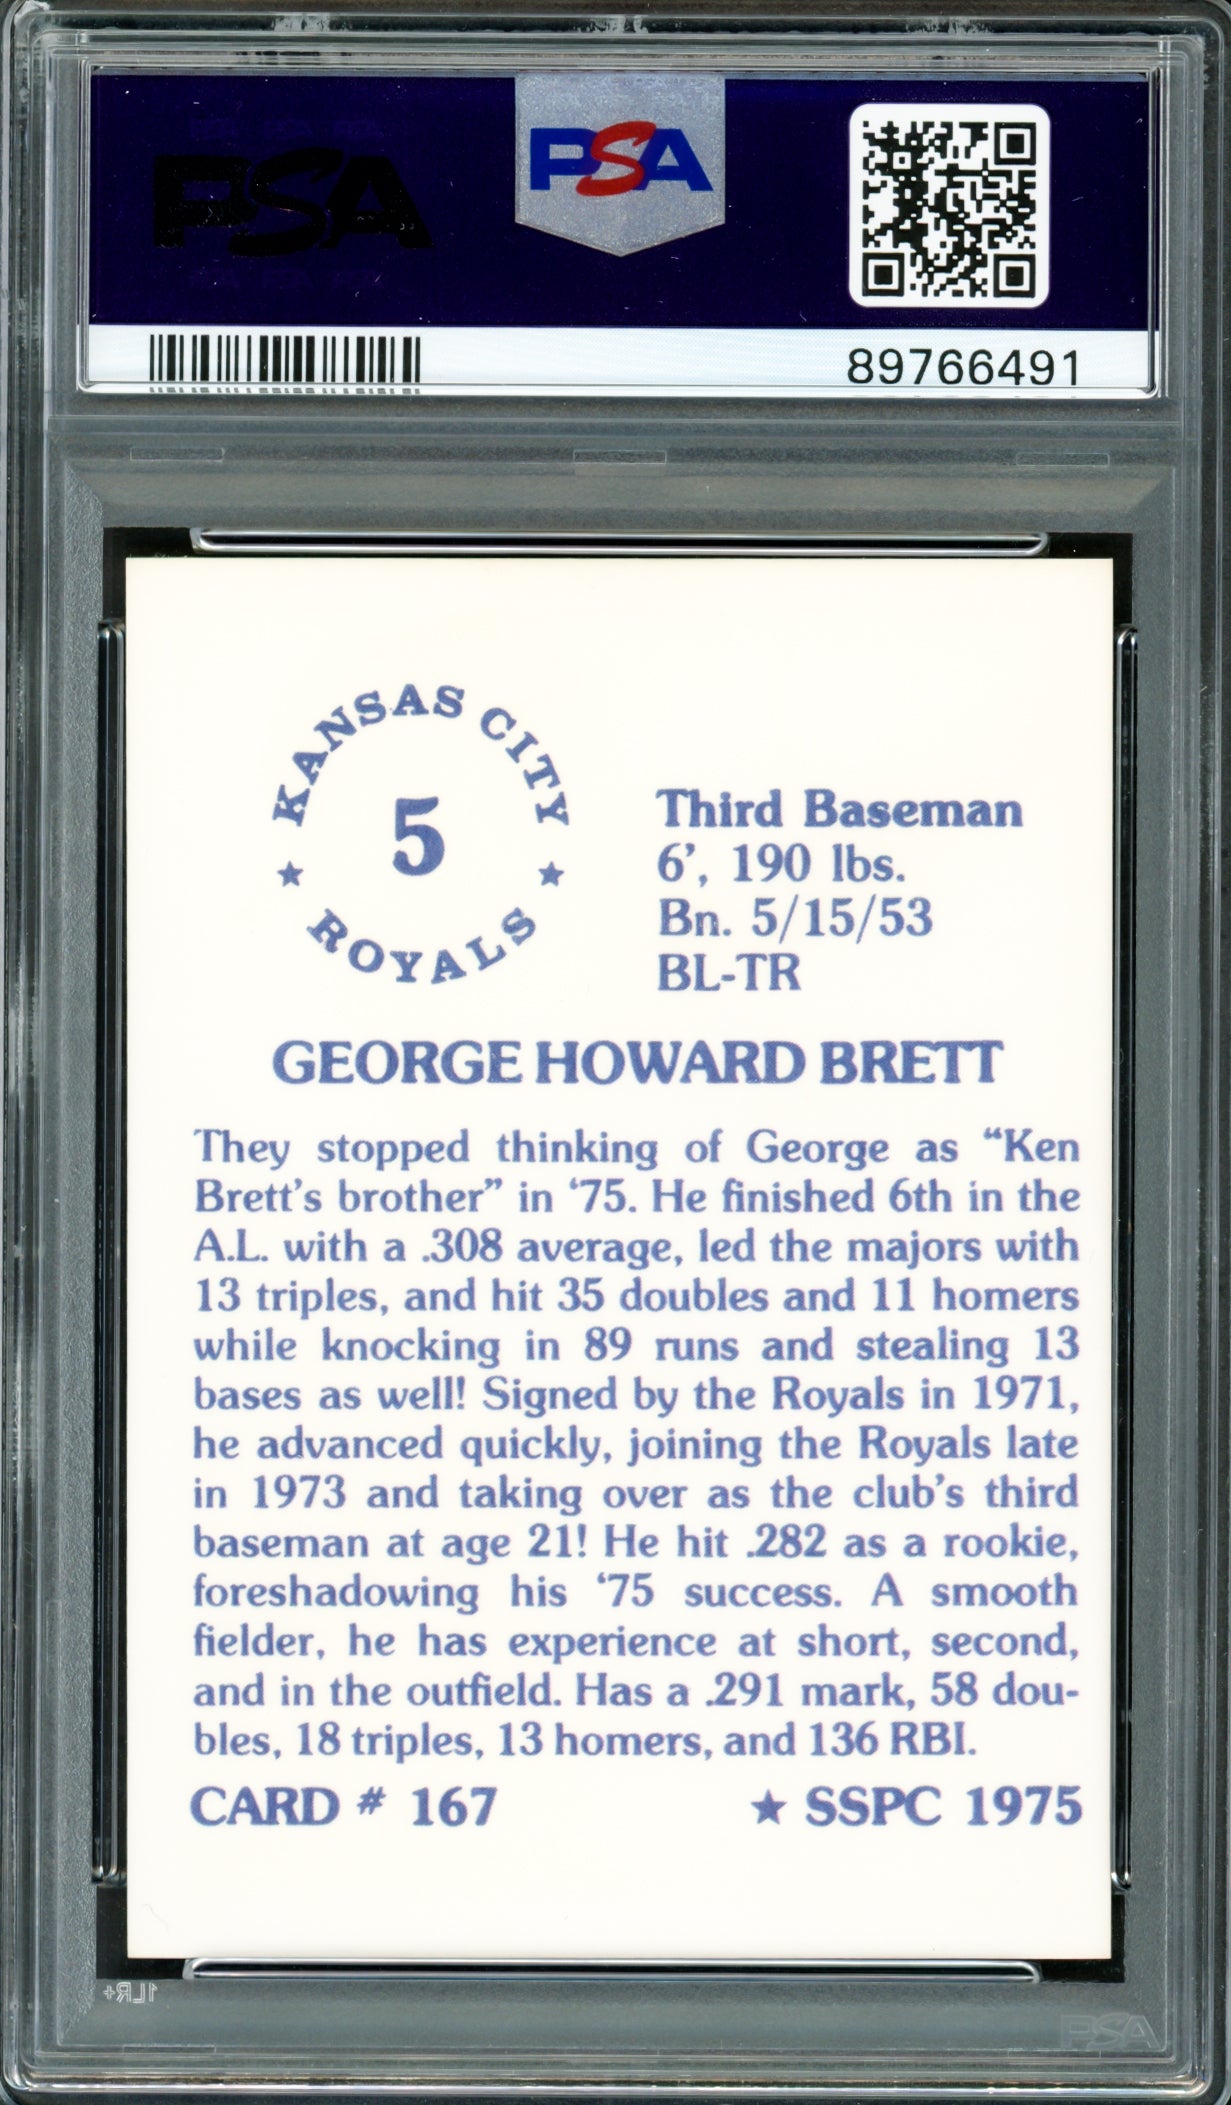 PSA
PSA
89766491
KANSAS CITY
5
★ ★
ROYALS
Third Baseman
6', 190 lbs.
Bn. 5/15/53
BL-TR
GEORGE HOWARD BRETT
They stopped thinking of George as “Ken
Brett’s brother” in ‘75. He finished 6th in the
A.L. with a .308 average, led the majors with
13 triples, and hit 35 doubles and 11 homers
while knocking in 89 runs and stealing 13
bases as well! Signed by the Royals in 1971,
he advanced quickly, joining the Royals late
in 1973 and taking over as the club’s third
baseman at age 21! He hit .282 as a rookie,
foreshadowing his ‘75 success. A smooth
fielder, he has experience at short, second,
and in the outfield. Has a .291 mark, 58 dou-
bles, 18 triples, 13 homers, and 136 RBI.
CARD # 167 ★ SSPC 1975
1LR+
PSA